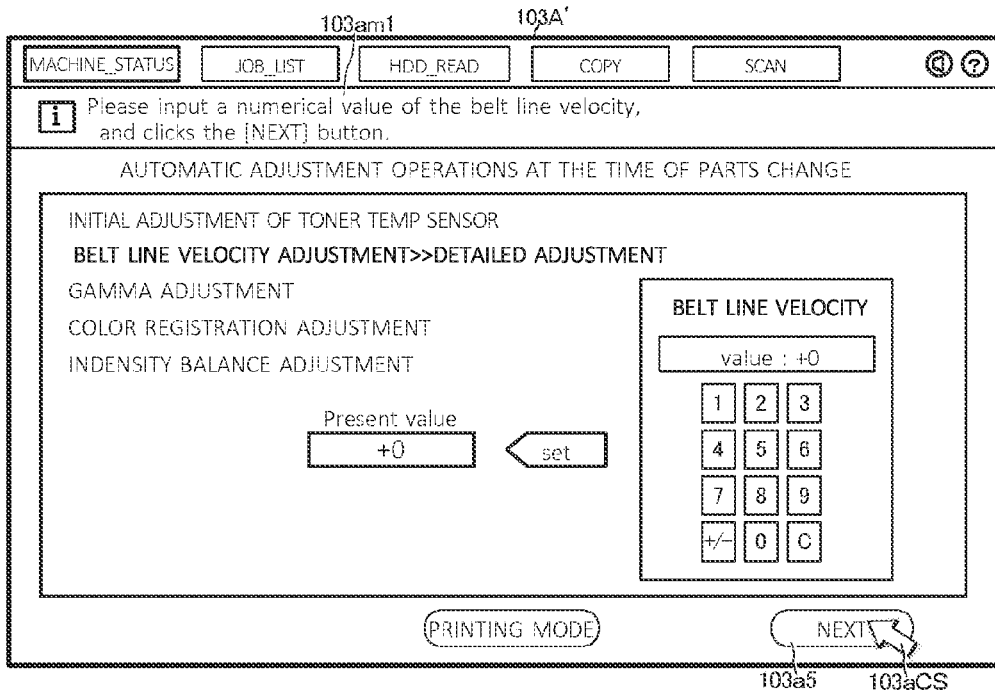 103am1 103A'
MACHINE_STATUS JOB_LIST HDD_READ COPY SCAN ?
i Please input a numerical value of the belt line velocity,
and clicks the [NEXT] button.
AUTOMATIC ADJUSTMENT OPERATIONS AT THE TIME OF PARTS CHANGE
INITIAL ADJUSTMENT OF TONER TEMP SENSOR
BELT LINE VELOCITY ADJUSTMENT>>DETAILED ADJUSTMENT
GAMMA ADJUSTMENT
COLOR REGISTRATION ADJUSTMENT
INDENSITY BALANCE ADJUSTMENT
Present value
+0 set
BELT LINE VELOCITY
value : +0
1 2 3
4 5 6
7 8 9
+/- 0 C
PRINTING MODE NEXT
103a5 103aCS